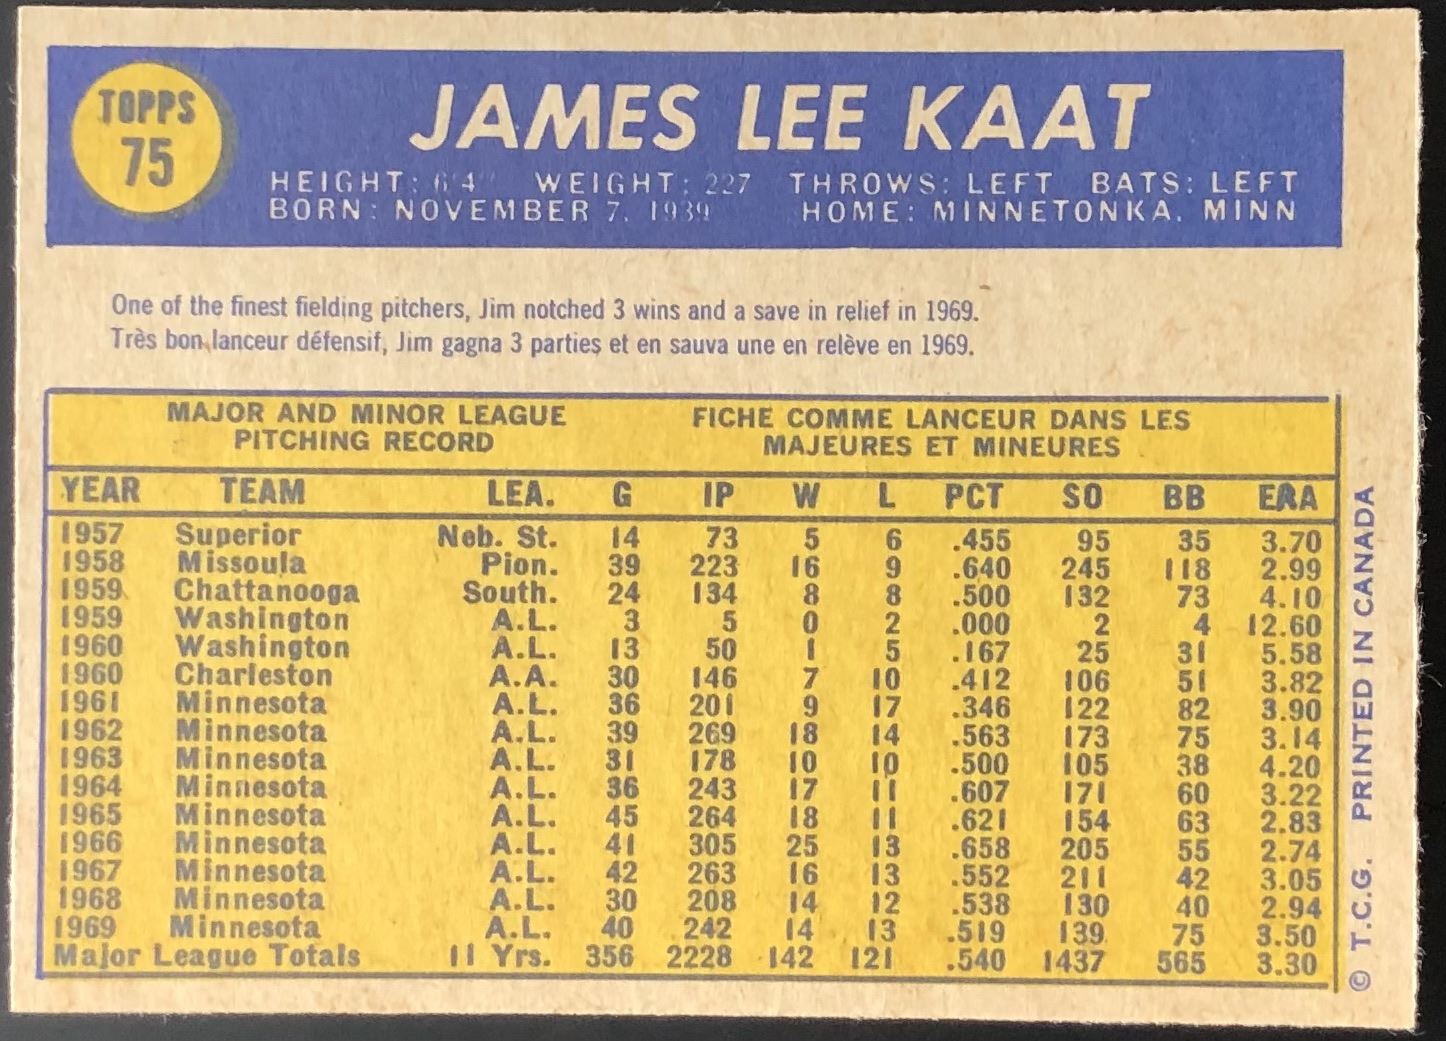 TOPPS
75
JAMES LEE KAAT
HEIGHT: 6'4" WEIGHT: 227 THROWS: LEFT BATS: LEFT
BORN: NOVEMBER 7, 1939 HOME: MINNETONKA, MINN
One of the finest fielding pitchers, Jim notched 3 wins and a save in relief in 1969.
Très bon lanceur défensif, Jim gagna 3 parties et en sauva une en relève en 1969.
MAJOR AND MINOR LEAGUE
PITCHING RECORD
FICHE COMME LANCEUR DANS LES
MAJEURES ET MINEURES
YEAR TEAM LEA. G IP W L PCT SO BB ERA
1957 Superior Neb. St. 14 73 5 6 .455 95 35 3.70
1958 Missoula Pion. 39 223 16 9 .640 245 118 2.99
1959 Chattanooga South. 24 134 8 8 .500 132 73 4.10
1959 Washington A.L. 3 5 0 2 .000 2 4 12.60
1960 Washington A.L. 13 50 1 5 .167 25 31 5.58
1960 Charleston A.A. 30 146 7 10 .412 106 51 3.82
1961 Minnesota A.L. 36 201 9 17 .346 122 82 3.90
1962 Minnesota A.L. 39 269 18 14 .563 173 75 3.14
1963 Minnesota A.L. 31 178 10 10 .500 105 38 4.20
1964 Minnesota A.L. 36 243 17 11 .607 171 60 3.22
1965 Minnesota A.L. 45 264 18 11 .621 154 63 2.83
1966 Minnesota A.L. 41 305 25 13 .658 205 55 2.74
1967 Minnesota A.L. 42 263 16 13 .552 211 42 3.05
1968 Minnesota A.L. 30 208 14 12 .538 130 40 2.94
1969 Minnesota A.L. 40 242 14 13 .519 139 75 3.50
Major League Totals 11 Yrs. 356 2228 142 121 .540 1437 565 3.30
© T.C.G. PRINTED IN CANADA